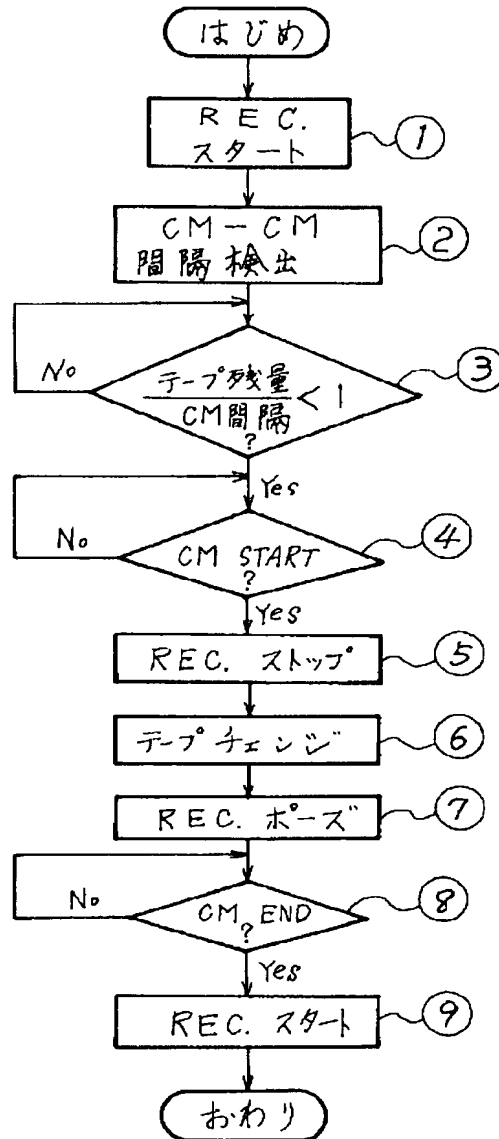 はじめ
REC.
スタート
①
CM-CM
間隔検出
②
No
テープ残量
CM間隔
< 1
?
③
Yes
No
CM START
?
④
Yes
REC. ストップ
⑤
テープチェンジ
⑥
REC. ポーズ
⑦
No
CM END
?
⑧
Yes
REC. スタート
⑨
おわり